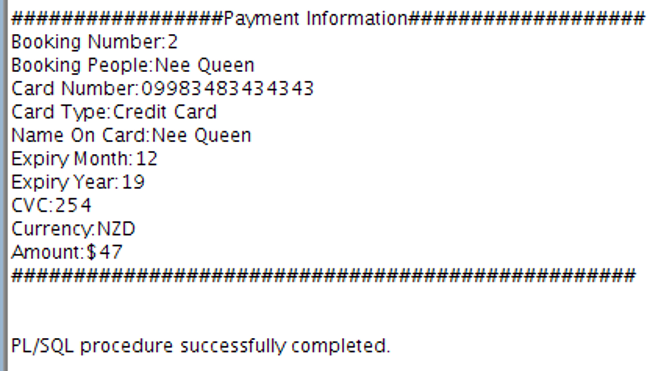 #################Payment Information###################
Booking Number:2
Booking People:Nee Queen
Card Number:09983483434343
Card Type:Credit Card
Name On Card:Nee Queen
Expiry Month:12
Expiry Year:19
CVC:254
Currency:NZD
Amount:$47
##################################################
PL/SQL procedure successfully completed.